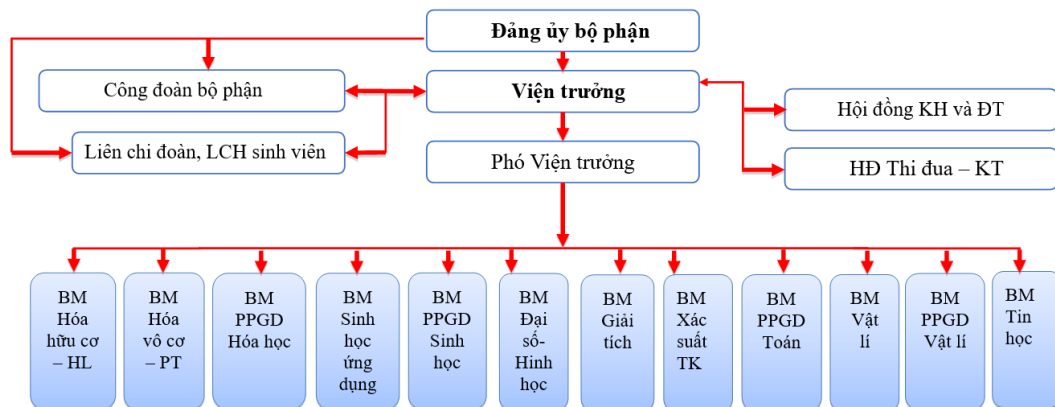 Đảng ủy bộ phận
Công đoàn bộ phận
Viện trưởng
Hội đồng KH và ĐT
Liên chi đoàn, LCH sinh viên
Phó Viện trưởng
HĐ Thi đua – KT
BM
Hóa
hữu cơ
– HL
BM
Hóa
vô cơ
– PT
BM
PPGD
Hóa học
BM
Sinh
học
ứng
dụng
BM
PPGD
Sinh
học
BM
Đại
số-
Hinh
học
BM
Giải
tích
BM
Xác
suất
TK
BM
PPGD
Toán
BM
Vật
lí
BM
PPGD
Vật lí
BM
Tin
học